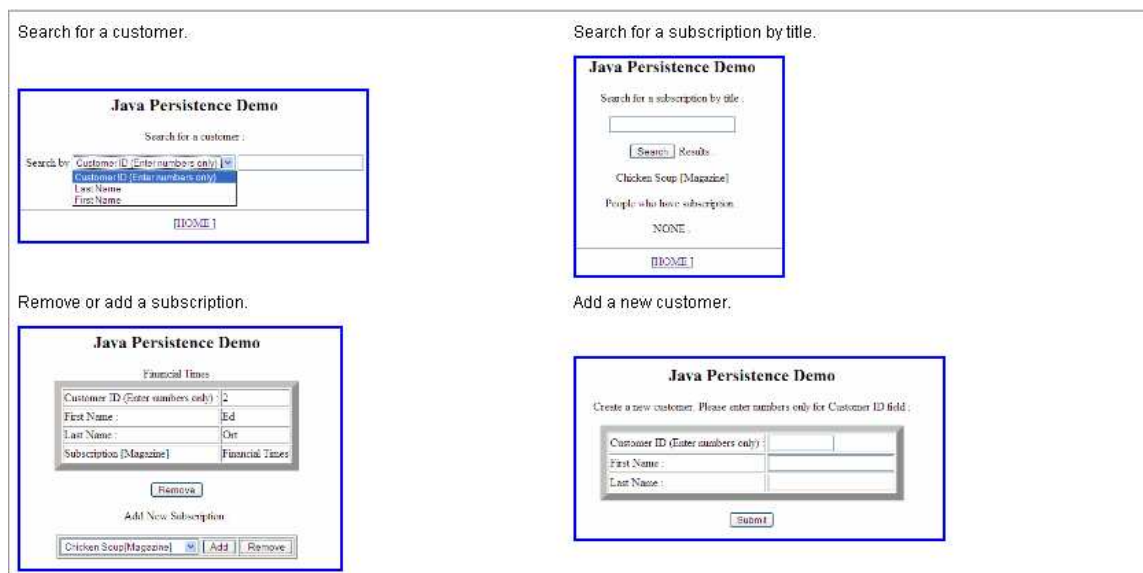 Search for a customer.
Java Persistence Demo
Search for a customer :
Search by Customer ID (Enter numbers only)
Customer ID (Enter numbers only)
Last Name
First Name
[HOME ]
Search for a subscription by title.
Java Persistence Demo
Search for a subscription by title :
Search Results
Chicken Soup [Magazine]
People who have subscription
NONE .
[HOME ]
Remove or add a subscription.
Java Persistence Demo
Financial Times
Customer ID (Enter numbers only) : 2
First Name : Ed
Last Name : Ort
Subscription [Magazine] Financial Times
Remove
Add New Subscription
Chicken Soup[Magazine] Add Remove
Add a new customer.
Java Persistence Demo
Create a new customer. Please enter numbers only for Customer ID field :
Customer ID (Enter numbers only) :
First Name :
Last Name :
Submit